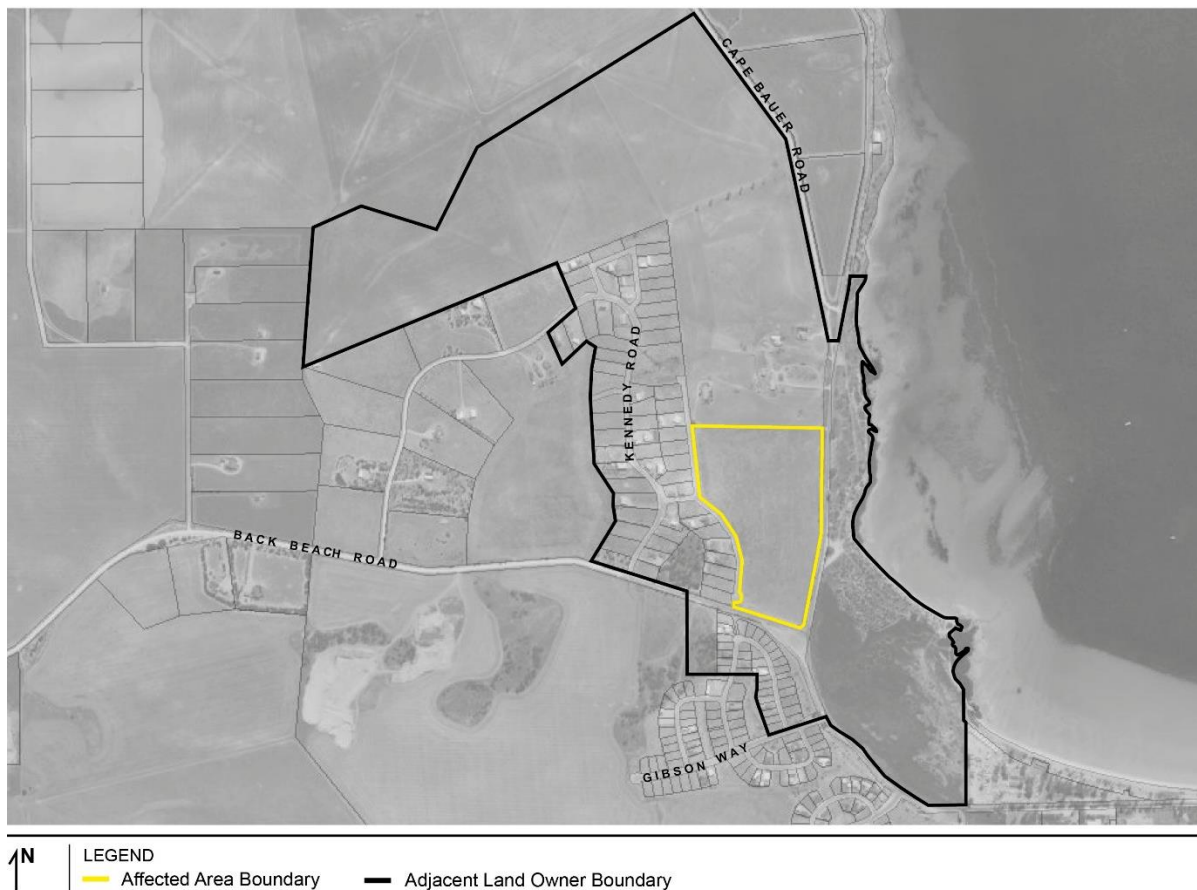 CAPE BAUER ROAD
KENNEDY ROAD
BACK BEACH ROAD
GIBSON WAY
N
LEGEND
Affected Area Boundary
Adjacent Land Owner Boundary